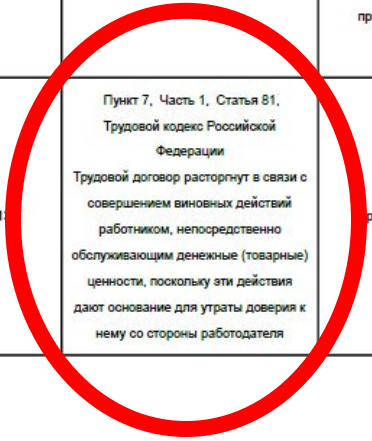 пр
Пункт 7, Часть 1, Статья 81,
Трудовой кодекс Российской
Федерации
Трудовой договор расторгнут в связи с
совершением виновных действий
работником, непосредственно
обслуживающим денежные (товарные)
ценности, поскольку эти действия
дают основание для утраты доверия к
нему со стороны работодателя